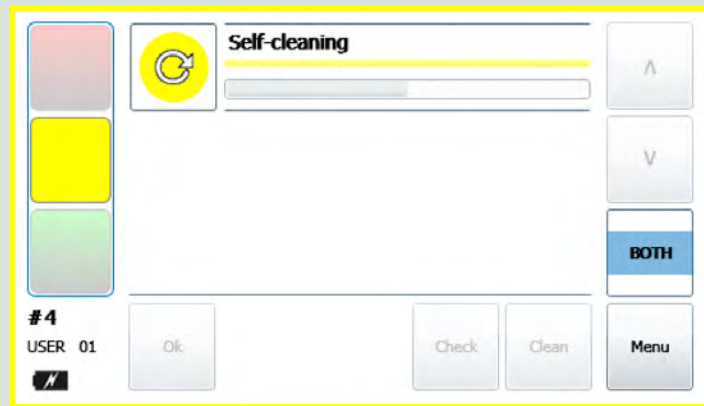 Self-cleaning
∧
∨
BOTH
#4
USER 01
Ok
Check
Clean
Menu